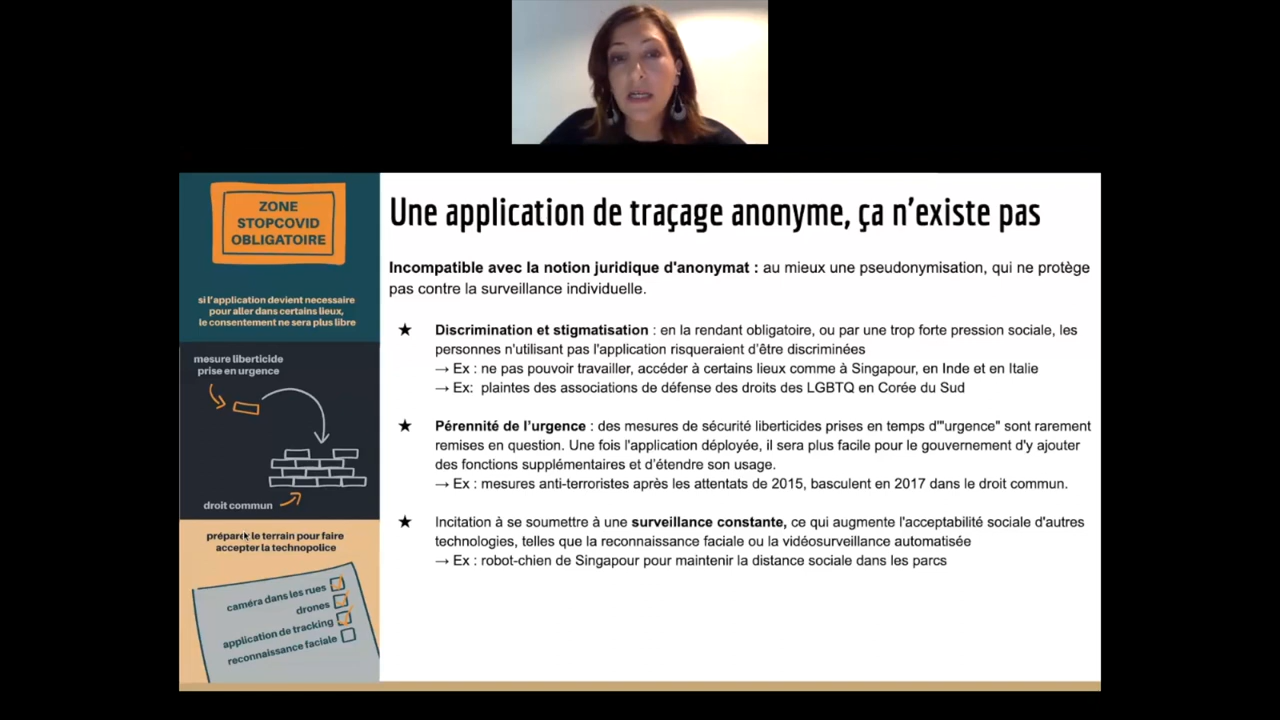 ZONE
STOPCOVID
OBLIGATOIRE
si l'application devient necessaire
pour aller dans certains lieux,
le consentement ne sera plus libre
mesure liberticide
prise en urgence
droit commun
prépare le terrain pour faire
accepter la technopolice
caméra dans les rues
drones
application de tracking
reconnaissance faciale
Une application de traçage anonyme, ça n'existe pas
Incompatible avec la notion juridique d'anonymat : au mieux une pseudonymisation, qui ne protège
pas contre la surveillance individuelle.
★ Discrimination et stigmatisation : en la rendant obligatoire, ou par une trop forte pression sociale, les
personnes n'utilisant pas l'application risqueraient d'être discriminées
→ Ex : ne pas pouvoir travailler, accéder à certains lieux comme à Singapour, en Inde et en Italie
→ Ex: plaintes des associations de défense des droits des LGBTQ en Corée du Sud
★ Pérennité de l'urgence : des mesures de sécurité liberticides prises en temps d'"urgence" sont rarement
remises en question. Une fois l'application déployée, il sera plus facile pour le gouvernement d'y ajouter
des fonctions supplémentaires et d'étendre son usage.
→ Ex : mesures anti-terroristes après les attentats de 2015, basculent en 2017 dans le droit commun.
★ Incitation à se soumettre à une surveillance constante, ce qui augmente l'acceptabilité sociale d'autres
technologies, telles que la reconnaissance faciale ou la vidéosurveillance automatisée
→ Ex : robot-chien de Singapour pour maintenir la distance sociale dans les parcs